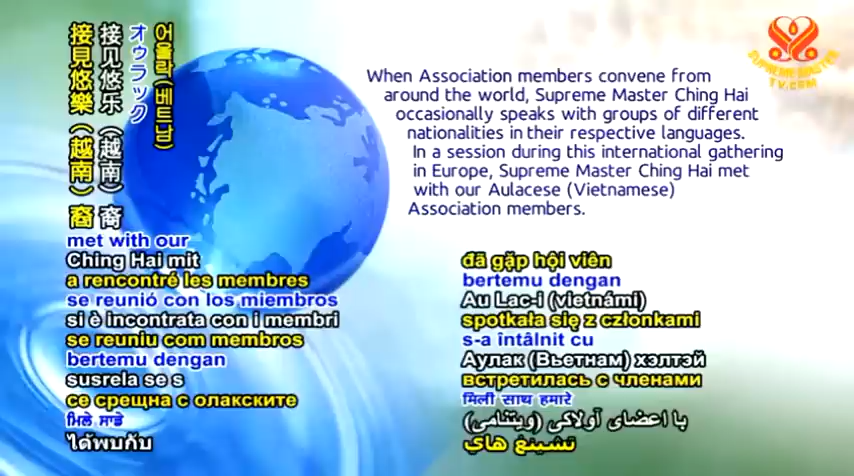 어울락 (베트남)
オゥラック
接见悠乐（越南）裔
接見悠樂（越南）裔
When Association members convene from
around the world, Supreme Master Ching Hai
occasionally speaks with groups of different
nationalities in their respective languages.
In a session during this international gathering
in Europe, Supreme Master Ching Hai met
with our Aulacese (Vietnamese)
Association members.
SUPREME MASTER
TV.COM
met with our
Ching Hai mit
a rencontré les membres
se reunió con los miembros
si è incontrata con i membri
se reuniu com membros
bertemu dengan
susrela se s
се срещна с олакските
ਮਿਲੇ ਸਾਡੇ
ได้พบกับ
đã gặp hội viên
bertemu dengan
Au Lac-i (vietnámi)
spotkała się z członkami
s-a întâlnit cu
Аулак (Вьетнам) хэлтэй
встретилась с членами
मिली साथ हमारे
با اعضای آولاکی (ویتنامی)
تشينغ هاي